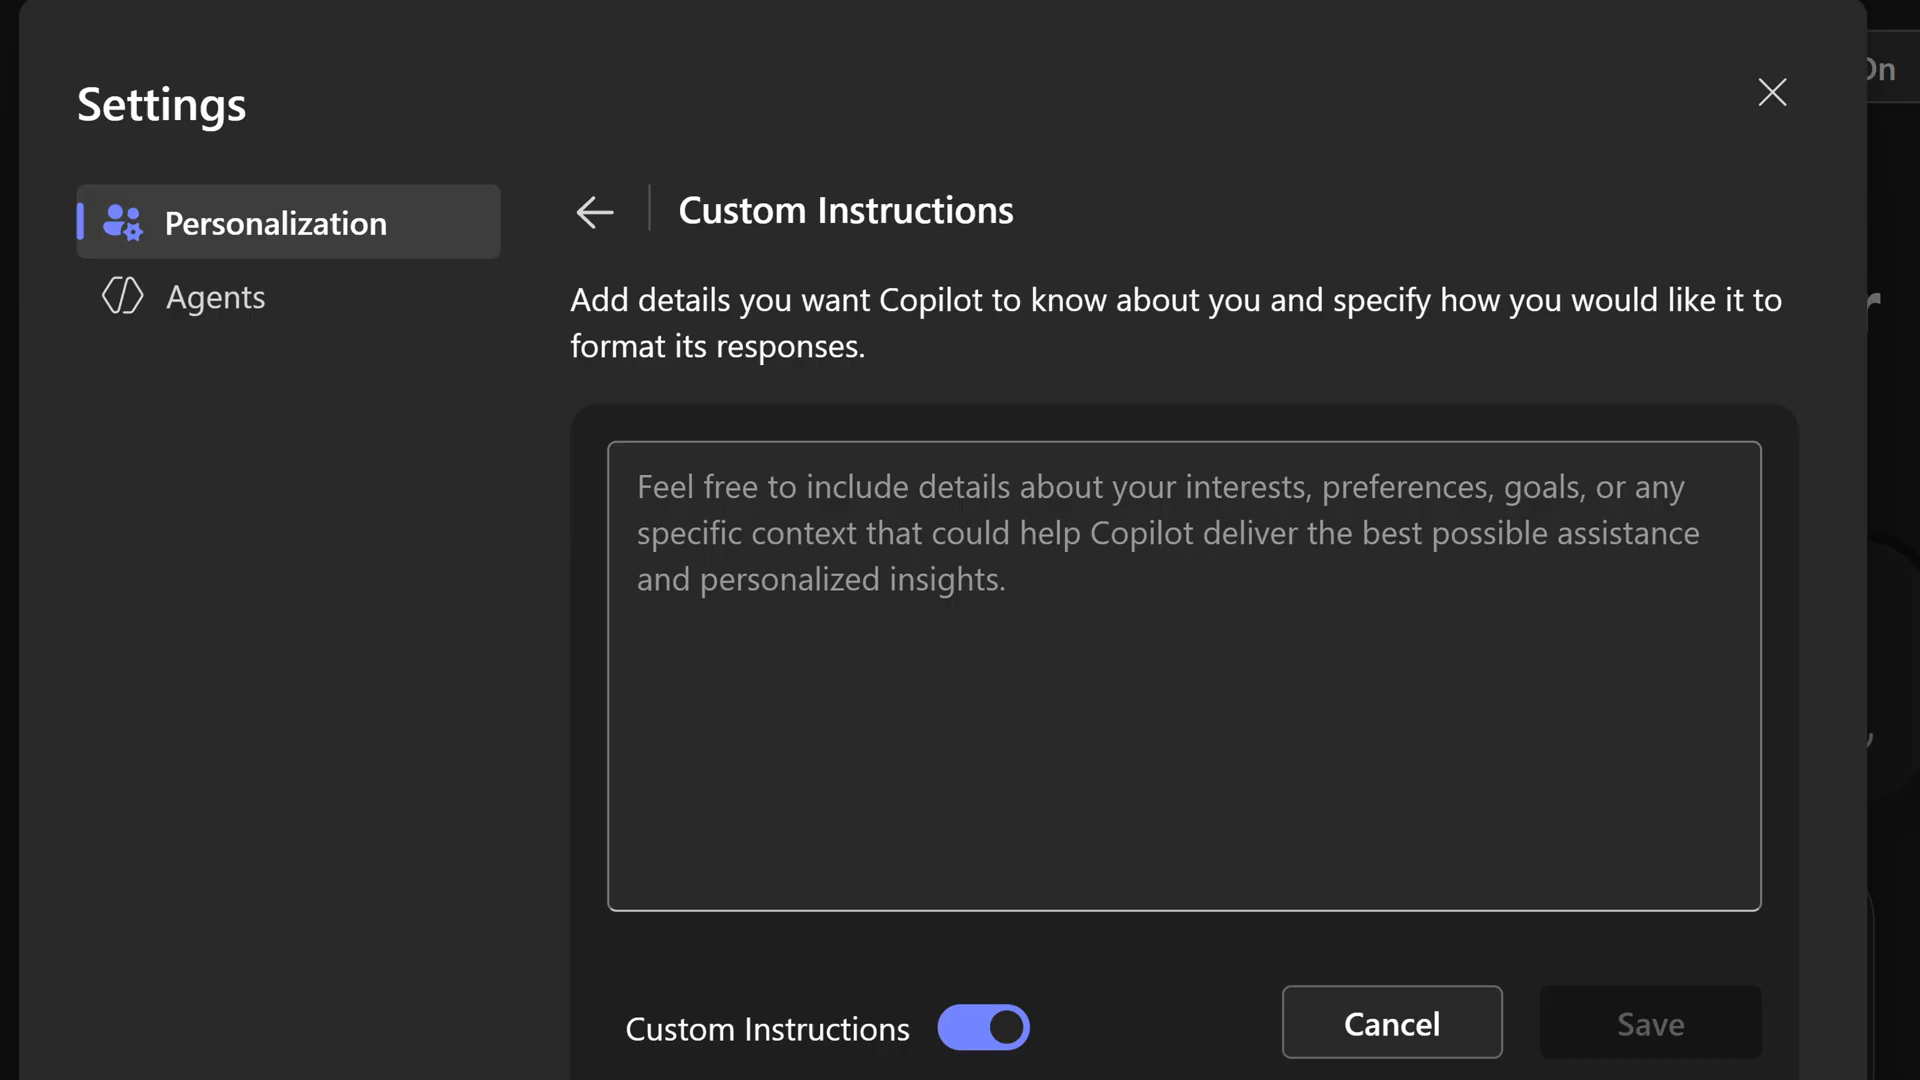 Settings
On
Personalization
Agents
Custom Instructions
Add details you want Copilot to know about you and specify how you would like it to
format its responses.
Feel free to include details about your interests, preferences, goals, or any
specific context that could help Copilot deliver the best possible assistance
and personalized insights.
Custom Instructions
Cancel
Save